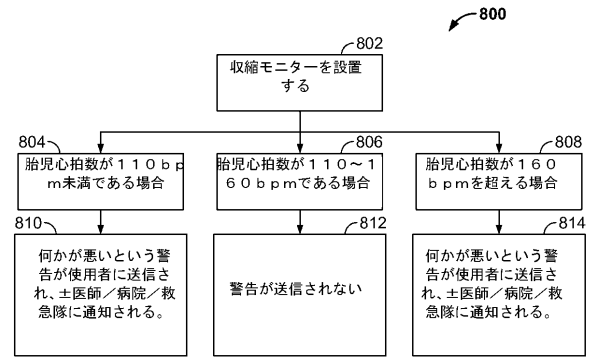 800
802
収縮モニターを設置
する
804
胎児心拍数が110bp
m未満である場合
806
胎児心拍数が110~1
60bpmである場合
808
胎児心拍数が160
bpmを超える場合
810
何かが悪いという警
告が使用者に送信さ
れ、±医師/病院/救
急隊に通知される。
812
警告が送信されない
814
何かが悪いという警
告が使用者に送信さ
れ、±医師/病院/救
急隊に通知される。